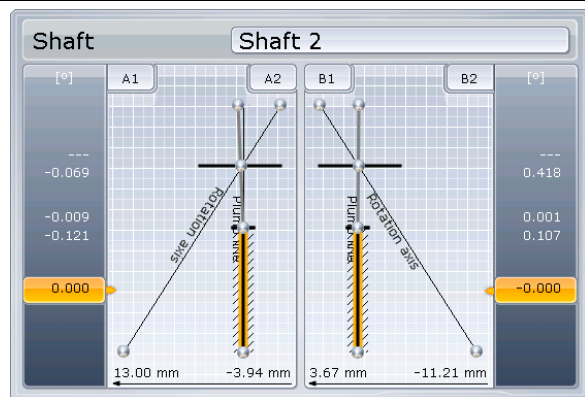 Shaft
Shaft 2
[°]
A1
A2
B1
B2
[°]
---
-0.069
-0.009
-0.121
0.000
Rotation axis
Plumb line
Plumb line
Rotation axis
---
0.418
0.001
0.107
-0.000
13.00 mm
-3.94 mm
3.67 mm
-11.21 mm